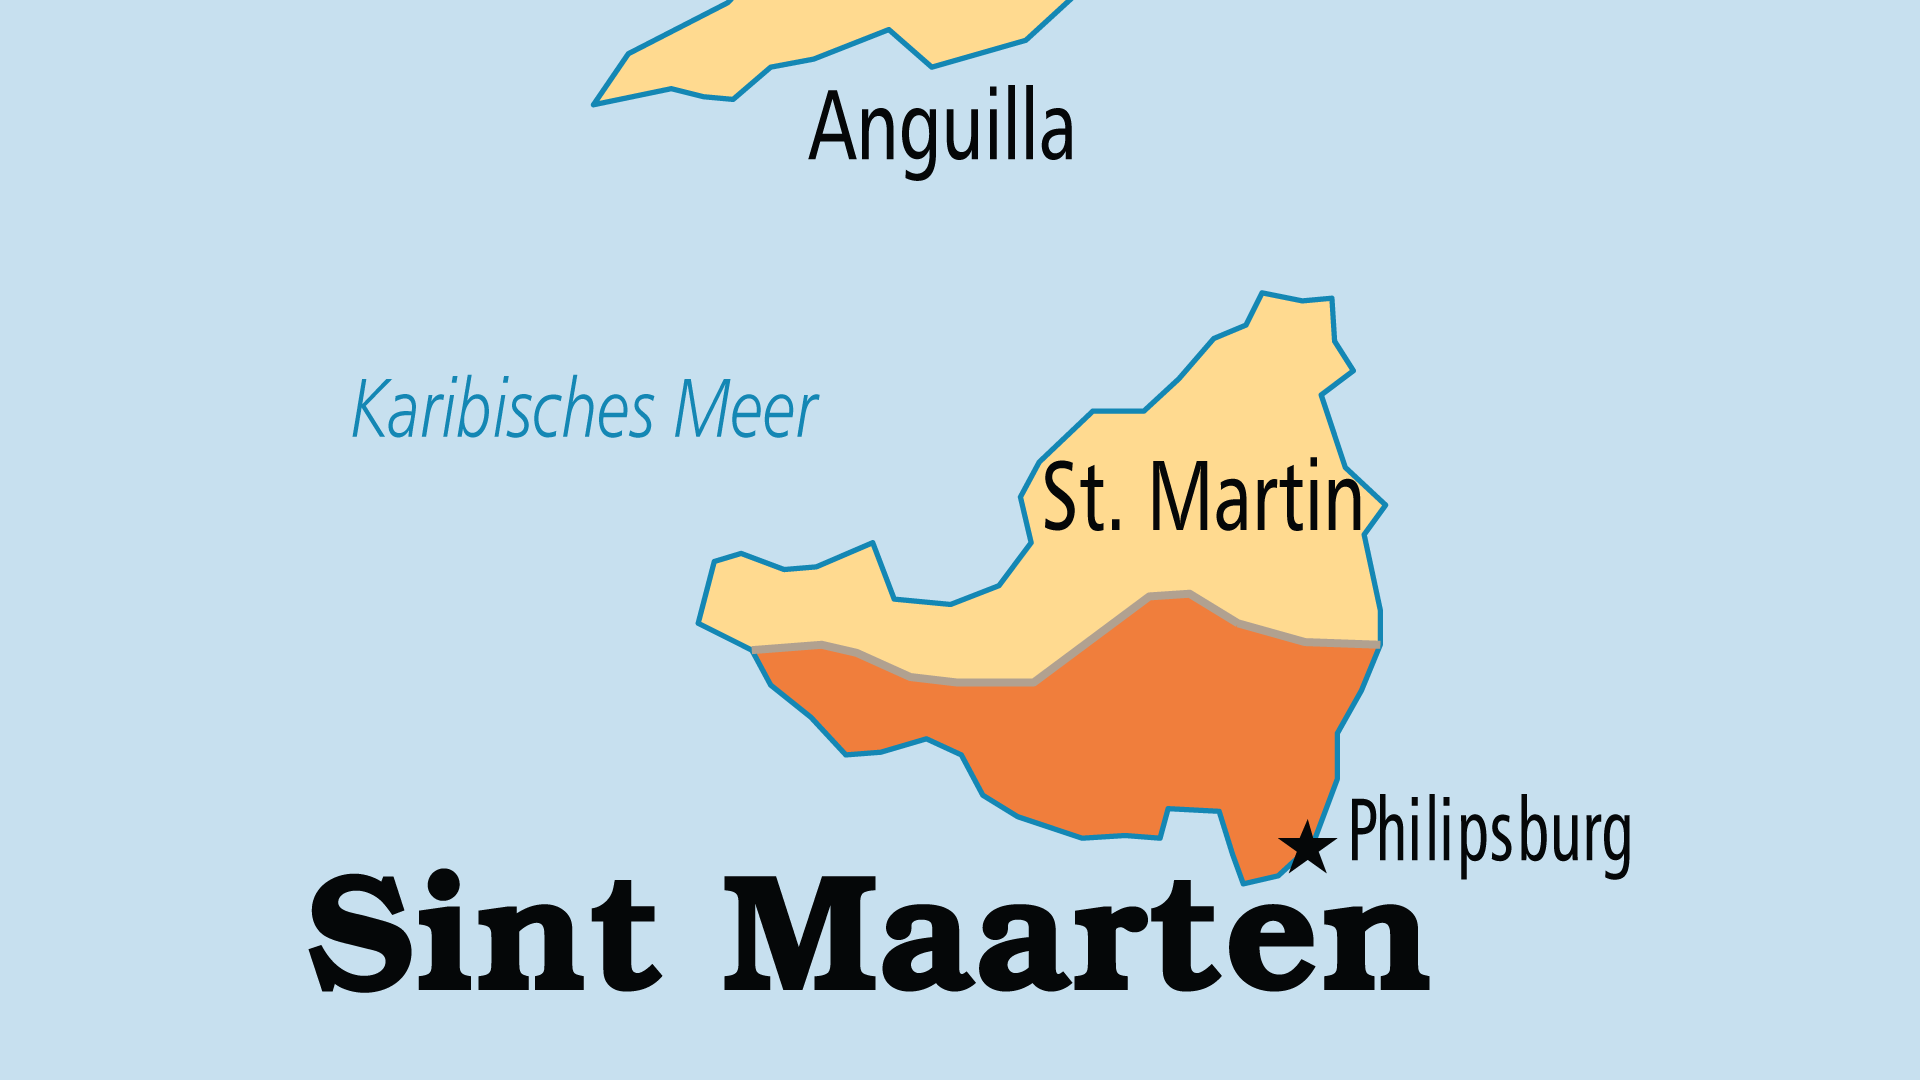 Anguilla
Karibisches Meer
St. Martin
Philipsburg
Sint Maarten